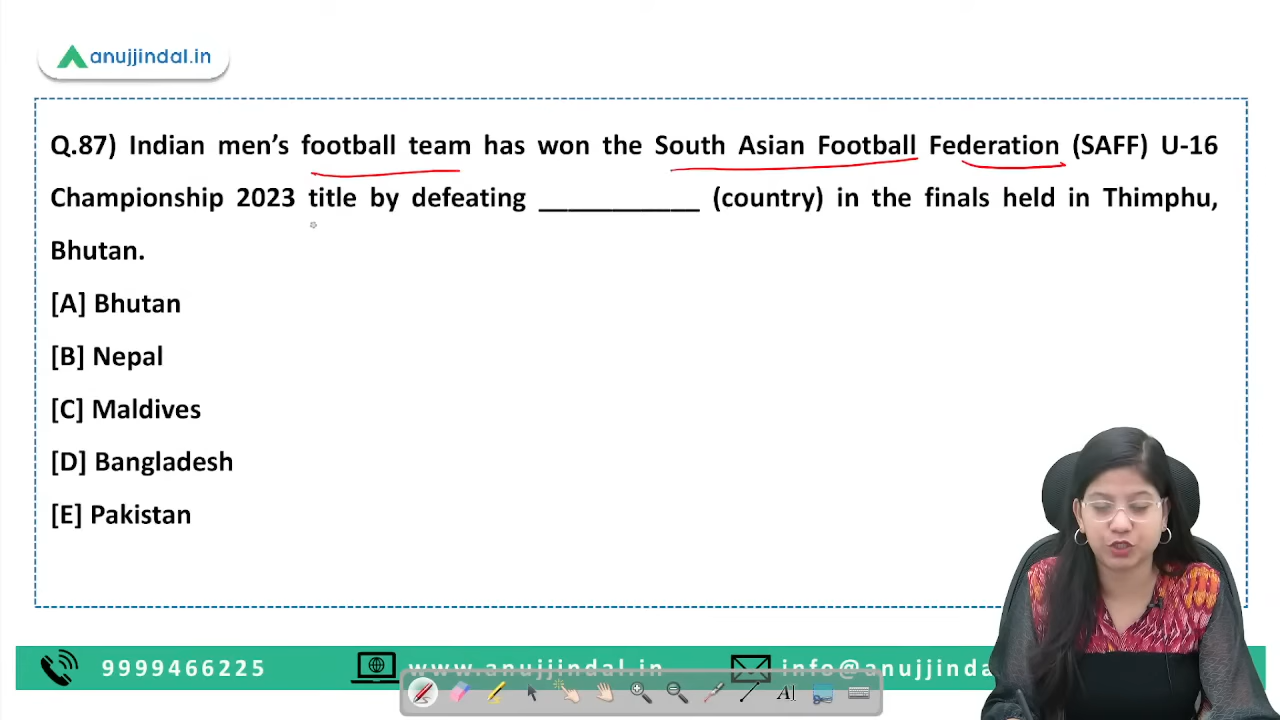 anujjindal.in
Q.87) Indian men’s football team has won the South Asian Football Federation (SAFF) U-16
Championship 2023 title by defeating ___________ (country) in the finals held in Thimphu,
Bhutan.
[A] Bhutan
[B] Nepal
[C] Maldives
[D] Bangladesh
[E] Pakistan
9999466225 www.anujjindal.in info@anujjinda
A